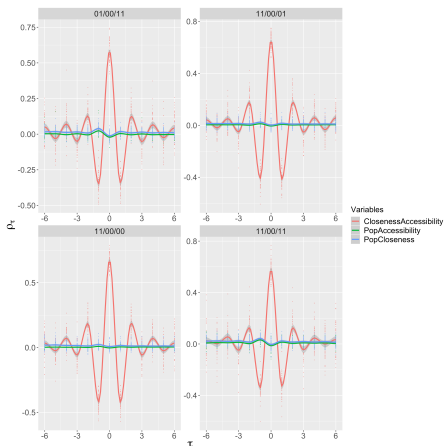 01/00/11
11/00/01
0.75
0.50
0.25
0.00
-0.25
-0.50
0.8
0.4
0.0
-0.4
-6 -3 0 3 6
-6 -3 0 3 6
ρτ
Variables
ClosenessAccessibility
PopAccessibility
PopCloseness
11/00/00
11/00/11
0.5
0.0
-0.5
0.8
0.4
0.0
-0.4
-6 -3 0 3 6
-6 -3 0 3 6
τ